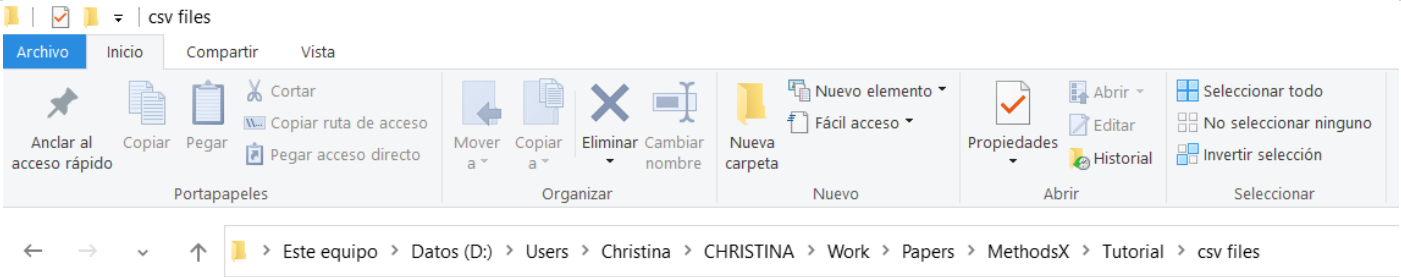 csv files
Archivo Inicio Compartir Vista
Anclar al acceso rápido
Copiar
Pegar
Cortar
Copiar ruta de acceso
Pegar acceso directo
Portapapeles
Mover a
Copiar a
Eliminar
Cambiar nombre
Organizar
Nueva carpeta
Nuevo elemento
Fácil acceso
Nuevo
Propiedades
Abrir
Editar
Historial
Abrir
Seleccionar todo
No seleccionar ninguno
Invertir selección
Seleccionar
Este equipo > Datos (D:) > Users > Christina > CHRISTINA > Work > Papers > MethodsX > Tutorial > csv files